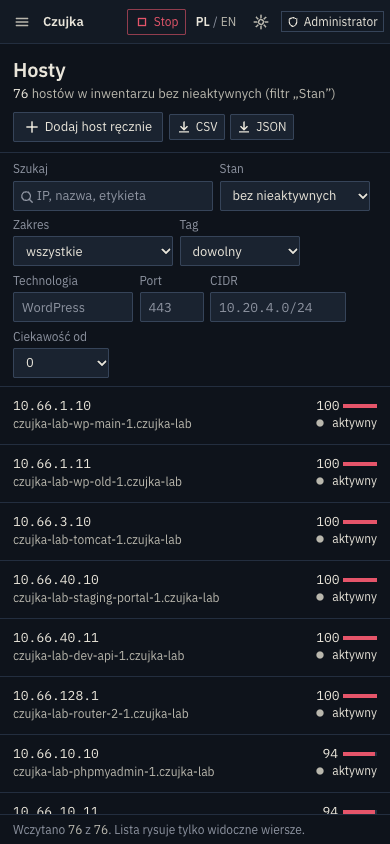 Czujka Stop PL / EN Administrator
Hosty
76 hostów w inwentarzu bez nieaktywnych (filtr „Stan”)
Dodaj host ręcznie CSV JSON
Szukaj Stan
IP, nazwa, etykieta bez nieaktywnych
Zakres Tag
wszystkie dowolny
Technologia Port CIDR
WordPress 443 10.20.4.0/24
Ciekawość od
0
10.66.1.10 100
czujka-lab-wp-main-1.czujka-lab aktywny
10.66.1.11 100
czujka-lab-wp-old-1.czujka-lab aktywny
10.66.3.10 100
czujka-lab-tomcat-1.czujka-lab aktywny
10.66.40.10 100
czujka-lab-staging-portal-1.czujka-lab aktywny
10.66.40.11 100
czujka-lab-dev-api-1.czujka-lab aktywny
10.66.128.1 100
czujka-lab-router-2-1.czujka-lab aktywny
10.66.10.10 94
czujka-lab-phpmyadmin-1.czujka-lab aktywny
10.66.10.11 94
Wczytano 76 z 76. Lista rysuje tylko widoczne wiersze.